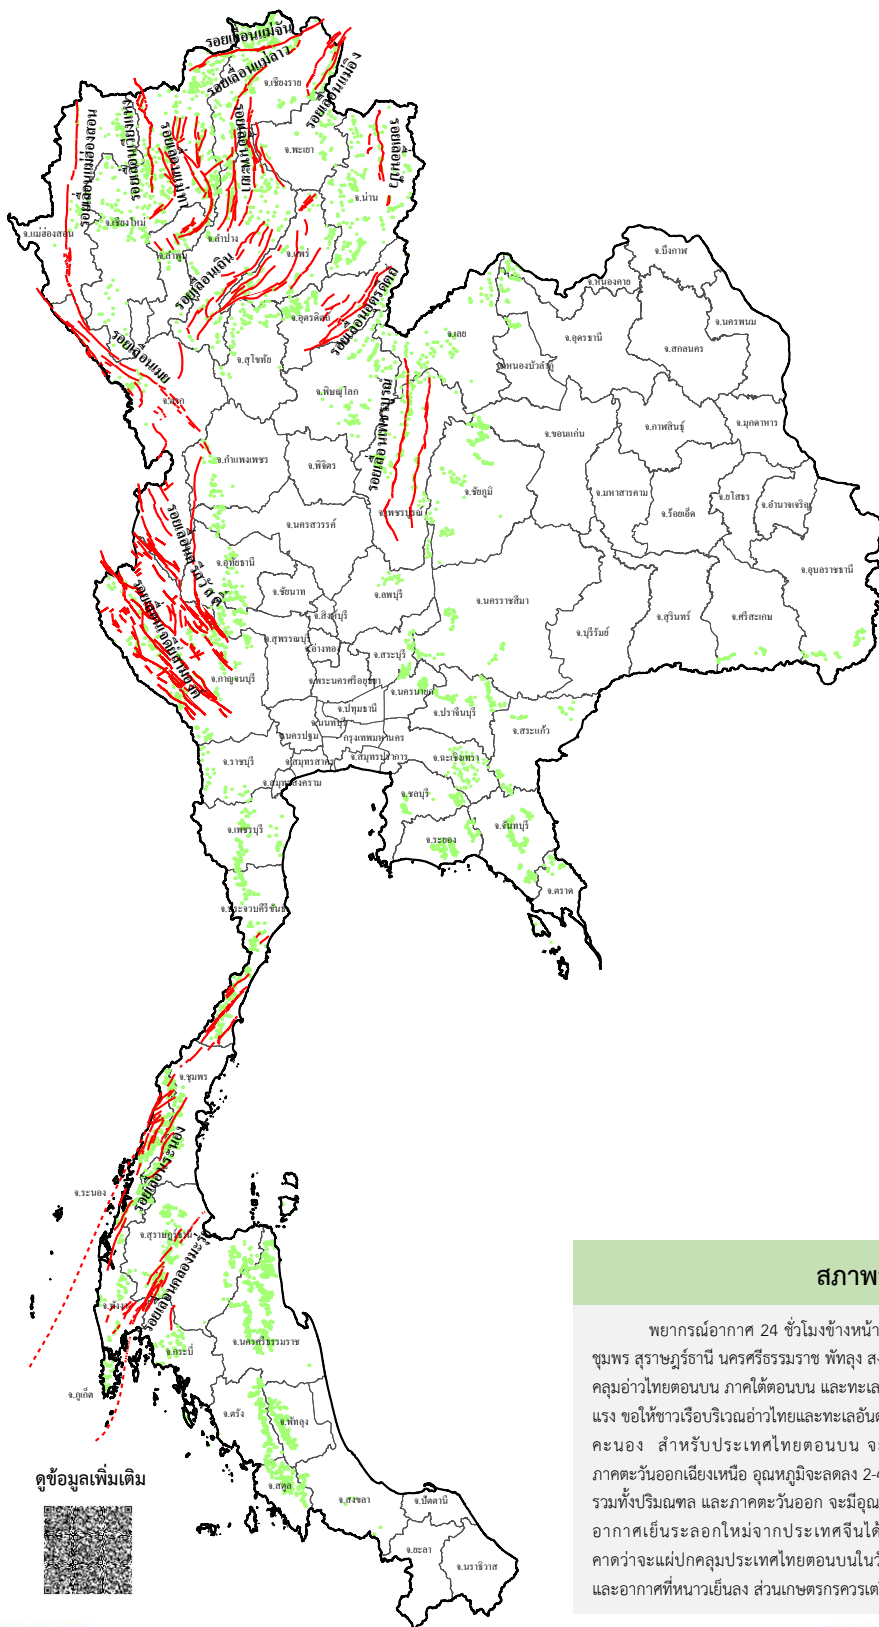 รอยเลื่อนแม่จัน
รอยเลื่อนแม่ลาว
จ.เชียงราย
รอยเลื่อนแม่อิง
รอยเลื่อนแม่ฮ่องสอน
รอยเลื่อนแม่ทา
รอยเลื่อนพะเยา
จ.พะเยา
รอยเลื่อนปัว
จ.น่าน
จ.แม่ฮ่องสอน
จ.เชียงใหม่
จ.ลำพูน
จ.ลำปาง
จ.แพร่
รอยเลื่อนเถิน
จ.อุตรดิตถ์
รอยเลื่อนอุตรดิตถ์
จ.บึงกาฬ
จ.หนองคาย
จ.นครพนม
จ.เลย
จ.อุดรธานี
จ.สกลนคร
จ.หนองบัวลำภู
รอยเลื่อนเมย
จ.สุโขทัย
จ.ตาก
จ.พิษณุโลก
รอยเลื่อนเพชรบูรณ์
จ.กำแพงเพชร
จ.พิจิตร
จ.เพชรบูรณ์
จ.ชัยภูมิ
จ.ขอนแก่น
จ.กาฬสินธุ์
จ.มุกดาหาร
จ.มหาสารคาม
จ.ร้อยเอ็ด
จ.ยโสธร
จ.อำนาจเจริญ
จ.อุบลราชธานี
รอยเลื่อนศรีสวัสดิ์
รอยเลื่อนเจดีย์สามองค์
จ.นครสวรรค์
จ.อุทัยธานี
จ.ชัยนาท
จ.ลพบุรี
จ.นครราชสีมา
จ.บุรีรัมย์
จ.สุรินทร์
จ.ศรีสะเกษ
จ.สิงห์บุรี
จ.สุพรรณบุรี
จ.อ่างทอง
จ.สระบุรี
จ.กาญจนบุรี
จ.พระนครศรีอยุธยา
จ.นครนายก
จ.ปทุมธานี
จ.ปราจีนบุรี
จ.สระแก้ว
จ.นนทบุรี
จ.นครปฐม
กรุงเทพมหานคร
จ.ราชบุรี
จ.สมุทรสาคร
จ.สมุทรปราการ
จ.ฉะเชิงเทรา
จ.สมุทรสงคราม
จ.ชลบุรี
จ.เพชรบุรี
จ.ระยอง
จ.จันทบุรี
จ.ตราด
จ.ประจวบคีรีขันธ์
จ.ชุมพร
รอยเลื่อนระนอง
จ.ระนอง
จ.สุราษฎร์ธานี
รอยเลื่อนคลองมะรุ่ย
จ.พังงา
จ.กระบี่
จ.นครศรีธรรมราช
จ.ภูเก็ต
จ.ตรัง
จ.พัทลุง
จ.สตูล
จ.สงขลา
จ.ปัตตานี
จ.ยะลา
จ.นราธิวาส
ดูข้อมูลเพิ่มเติม
สภาพ
พยากรณ์อากาศ 24 ชั่วโมงข้างหน้า
ชุมพร สุราษฎร์ธานี นครศรีธรรมราช พัทลุง สง
คลุมอ่าวไทยตอนบน ภาคใต้ตอนบน และทะเล
แรง ขอให้ชาวเรือบริเวณอ่าวไทยและทะเลอันด
คะนอง สำหรับประเทศไทยตอนบน จะ
ภาคตะวันออกเฉียงเหนือ อุณหภูมิจะลดลง 2-4
รวมทั้งปริมณฑล และภาคตะวันออก จะมีอุณ
อากาศเย็นระลอกใหม่จากประเทศจีนได้
คาดว่าจะแผ่ปกคลุมประเทศไทยตอนบนในวั
และอากาศที่หนาวเย็นลง ส่วนเกษตรกรควรเต